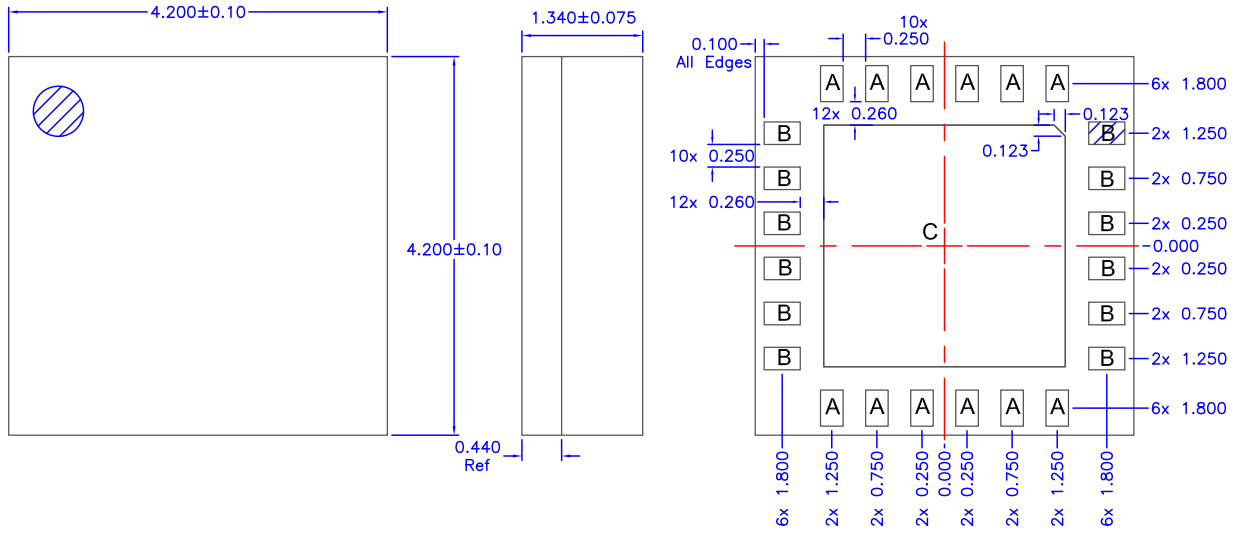 4.200±0.10
4.200±0.10
1.340±0.075
0.440
Ref
10x
0.250
0.100
All Edges
A A A A A A
6x 1.800
12x 0.260
0.123
0.123
B
B
2x 1.250
10x 0.250
B
B
2x 0.750
12x 0.260
B
B
2x 0.250
C
0.000
B
B
2x 0.250
B
B
2x 0.750
B
B
2x 1.250
A A A A A A
6x 1.800
6x 1.800
2x 1.250
2x 0.750
2x 0.250
0.000
2x 0.250
2x 0.750
2x 1.250
6x 1.800